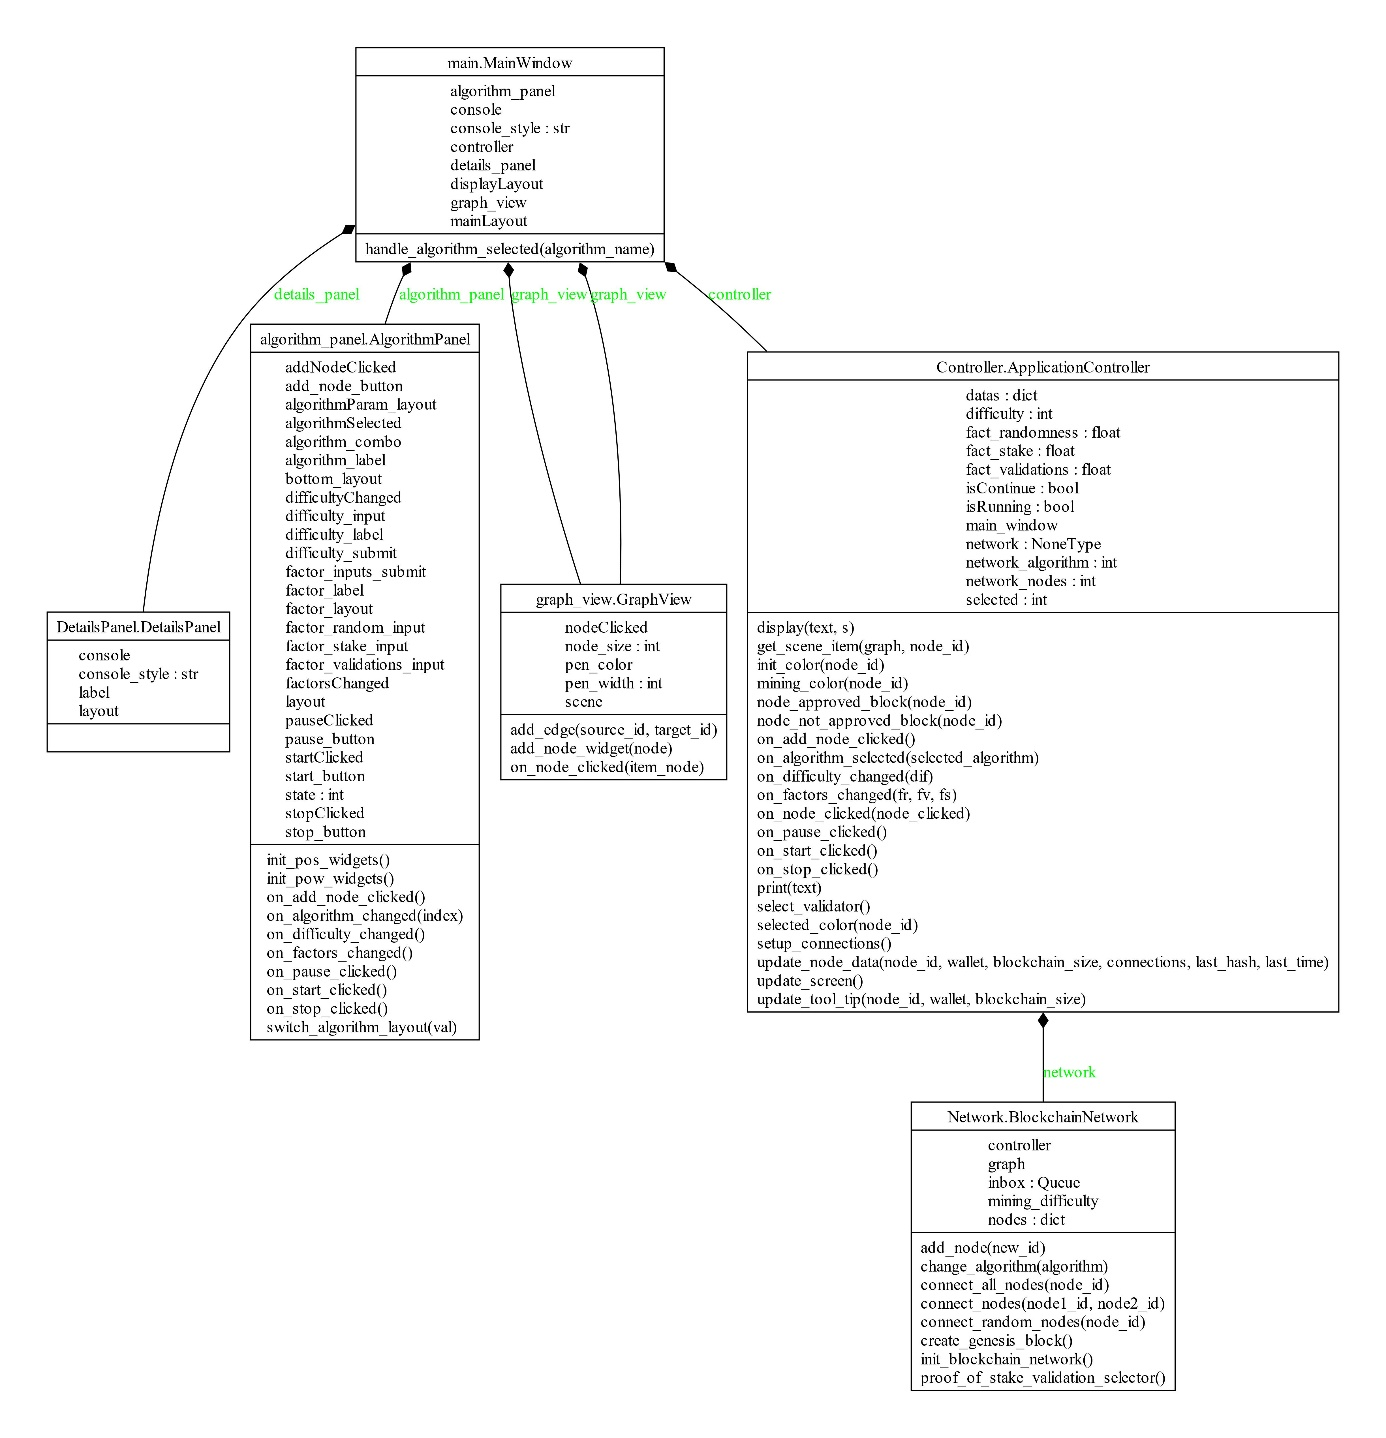 main.MainWindow
algorithm_panel
console
console_style : str
controller
details_panel
displayLayout
graph_view
mainLayout
handle_algorithm_selected(algorithm_name)
details_panel
algorithm_panel
graph_view
graph_view
controller
algorithm_panel.AlgorithmPanel
addNodeClicked
add_node_button
algorithmParam_layout
algorithmSelected
algorithm_combo
algorithm_label
bottom_layout
difficultyChanged
difficulty_input
difficulty_label
difficulty_submit
factor_inputs_submit
factor_label
factor_layout
factor_random_input
factor_stake_input
factor_validations_input
factorsChanged
layout
pauseClicked
pause_button
startClicked
start_button
state : int
stopClicked
stop_button
init_pos_widgets()
init_pow_widgets()
on_add_node_clicked()
on_algorithm_changed(index)
on_difficulty_changed()
on_factors_changed()
on_pause_clicked()
on_start_clicked()
on_stop_clicked()
switch_algorithm_layout(val)
DetailsPanel.DetailsPanel
console
console_style : str
label
layout
graph_view.GraphView
nodeClicked
node_size : int
pen_color
pen_width : int
scene
add_edge(source_id, target_id)
add_node_widget(node)
on_node_clicked(item_node)
Controller.ApplicationController
datas : dict
difficulty : int
fact_randomness : float
fact_stake : float
fact_validations : float
isContinue : bool
isRunning : bool
main_window
network : NoneType
network_algorithm : int
network_nodes : int
selected : int
display(text, s)
get_scene_item(graph, node_id)
init_color(node_id)
mining_color(node_id)
node_approved_block(node_id)
node_not_approved_block(node_id)
on_add_node_clicked()
on_algorithm_selected(selected_algorithm)
on_difficulty_changed(dif)
on_factors_changed(fr, fv, fs)
on_node_clicked(node_clicked)
on_pause_clicked()
on_start_clicked()
on_stop_clicked()
print(text)
select_validator()
selected_color(node_id)
setup_connections()
update_node_data(node_id, wallet, blockchain_size, connections, last_hash, last_time)
update_screen()
update_tool_tip(node_id, wallet, blockchain_size)
network
Network.BlockchainNetwork
controller
graph
inbox : Queue
mining_difficulty
nodes : dict
add_node(new_id)
change_algorithm(algorithm)
connect_all_nodes(node_id)
connect_nodes(node1_id, node2_id)
connect_random_nodes(node_id)
create_genesis_block()
init_blockchain_network()
proof_of_stake_validation_selector()